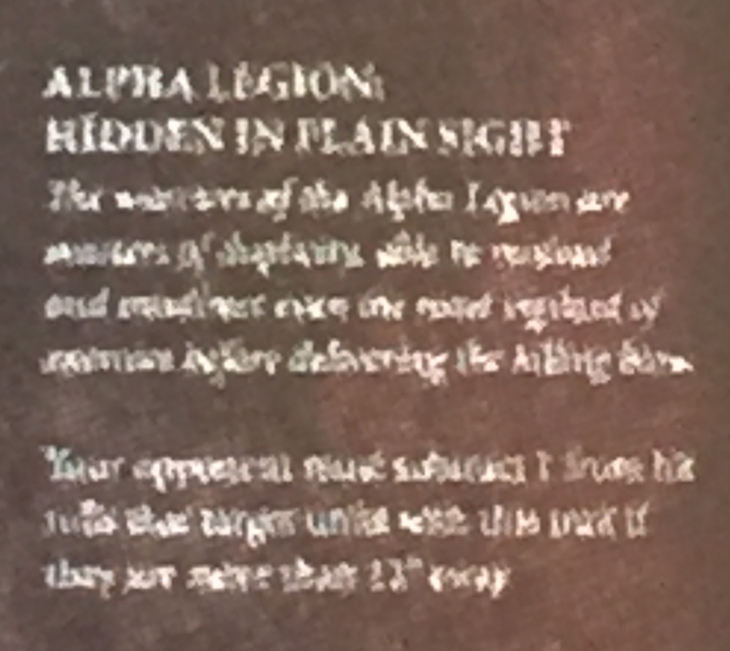 ALPHA LEGION:
HIDDEN IN PLAIN SIGHT
The warriors of the Alpha Legion are
masters of duplicity, able to mislead
and misdirect even the most vigilant of
enemies before delivering the killing blow.
Your opponent must subtract 1 from hit
rolls that target units with this trait if
they are more than 12" away